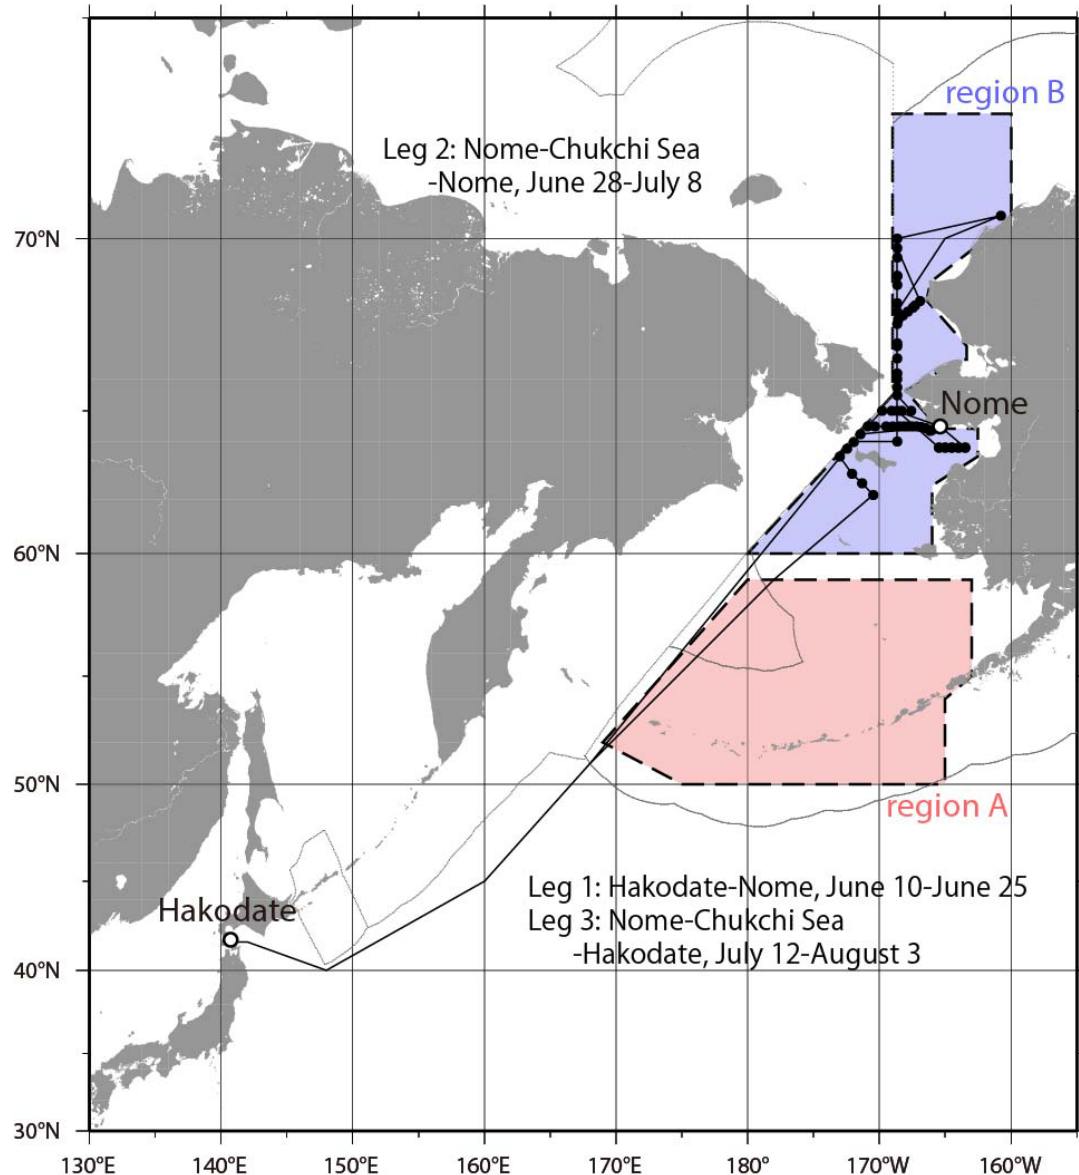 region B
Leg 2: Nome-Chukchi Sea
-Nome, June 28-July 8
70°N
Nome
60°N
50°N
region A
Leg 1: Hakodate-Nome, June 10-June 25
Hakodate
Leg 3: Nome-Chukchi Sea
-Hakodate, July 12-August 3
40°N
30°N
130°E 140°E 150°E 160°E 170°E 180° 170°W 160°W